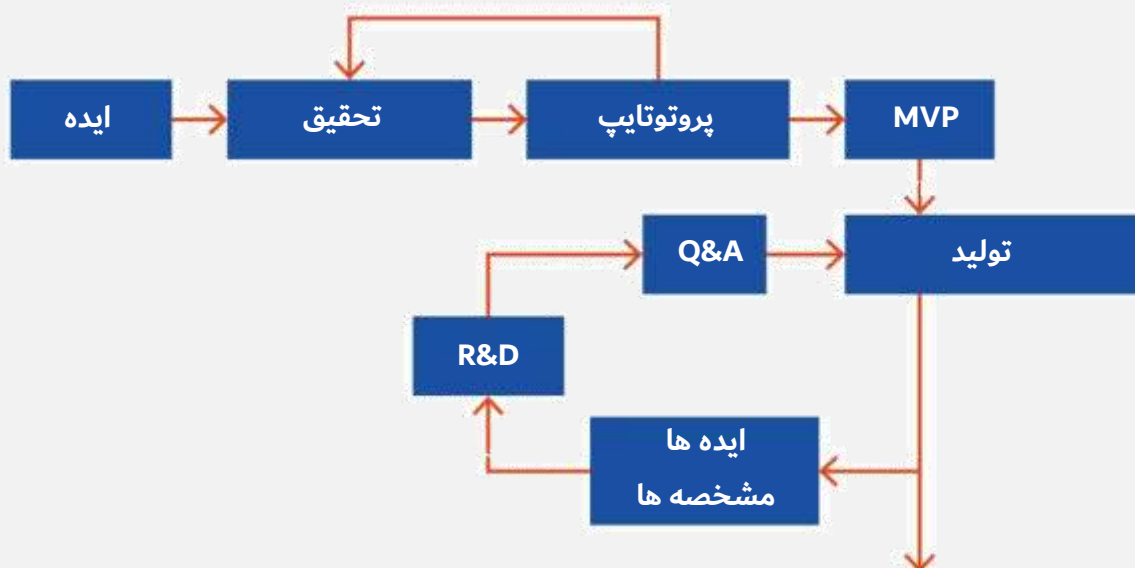 ایده
تحقیق
پروتوتایپ
MVP
Q&A
تولید
R&D
ایده ها
مشخصه ها